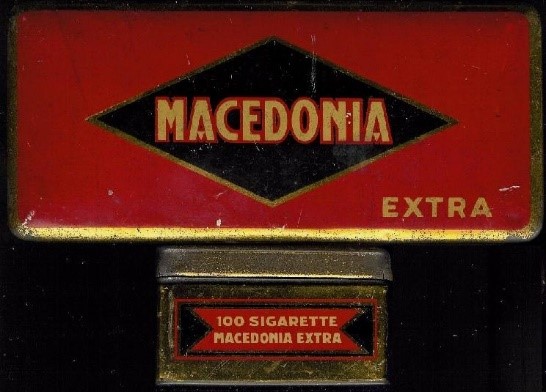 MACEDONIA
EXTRA
100 SIGARETTE
MACEDONIA EXTRA